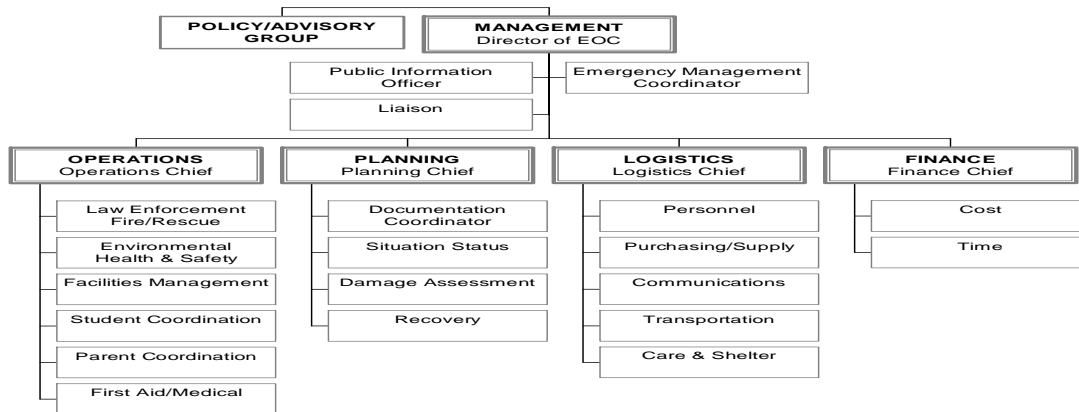 POLICY/ADVISORY
GROUP
MANAGEMENT
Director of EOC
Public Information
Officer
Emergency Management
Coordinator
Liaison
OPERATIONS
Operations Chief
PLANNING
Planning Chief
LOGISTICS
Logistics Chief
FINANCE
Finance Chief
Law Enforcement
Fire/Rescue
Environmental
Health & Safety
Facilities Management
Student Coordination
Parent Coordination
First Aid/Medical
Documentation
Coordinator
Situation Status
Damage Assessment
Recovery
Personnel
Purchasing/Supply
Communications
Transportation
Care & Shelter
Cost
Time